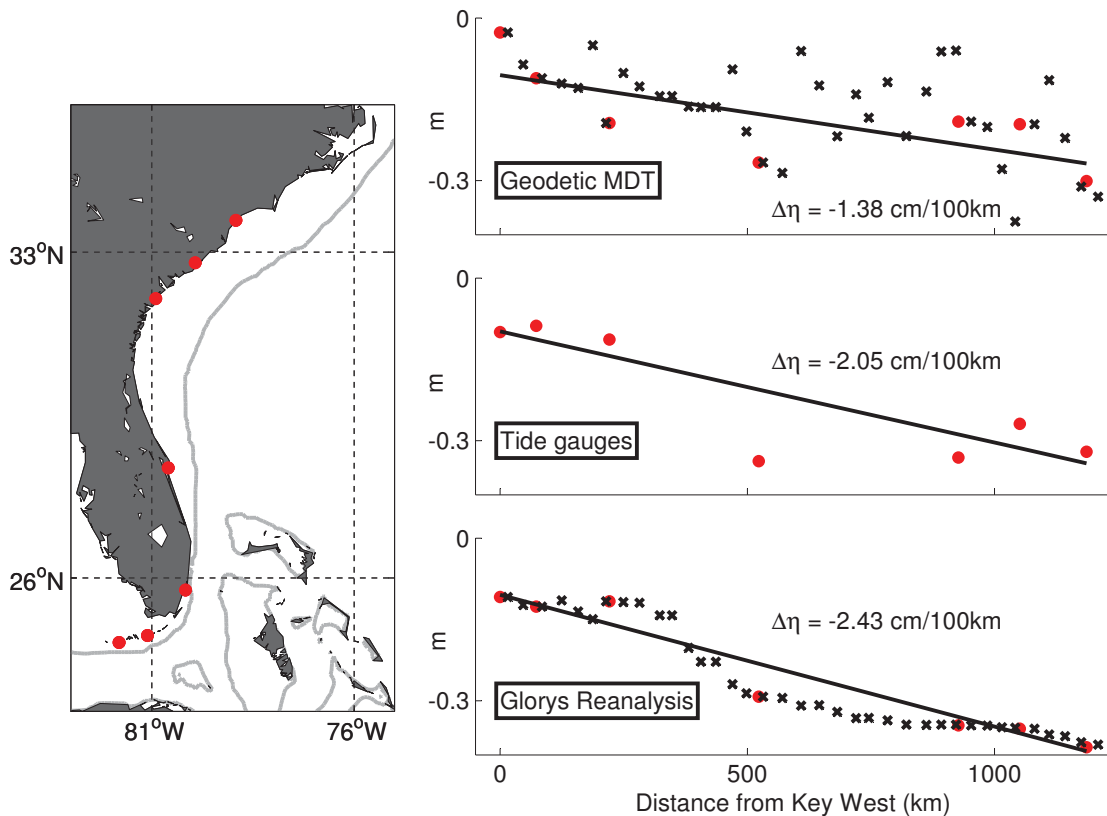 33°N
26°N
81°W
76°W
0
-0.3
m
Geodetic MDT
Δη = -1.38 cm/100km
0
-0.3
m
Tide gauges
Δη = -2.05 cm/100km
0
-0.3
m
Glorys Reanalysis
Δη = -2.43 cm/100km
0
500
1000
Distance from Key West (km)